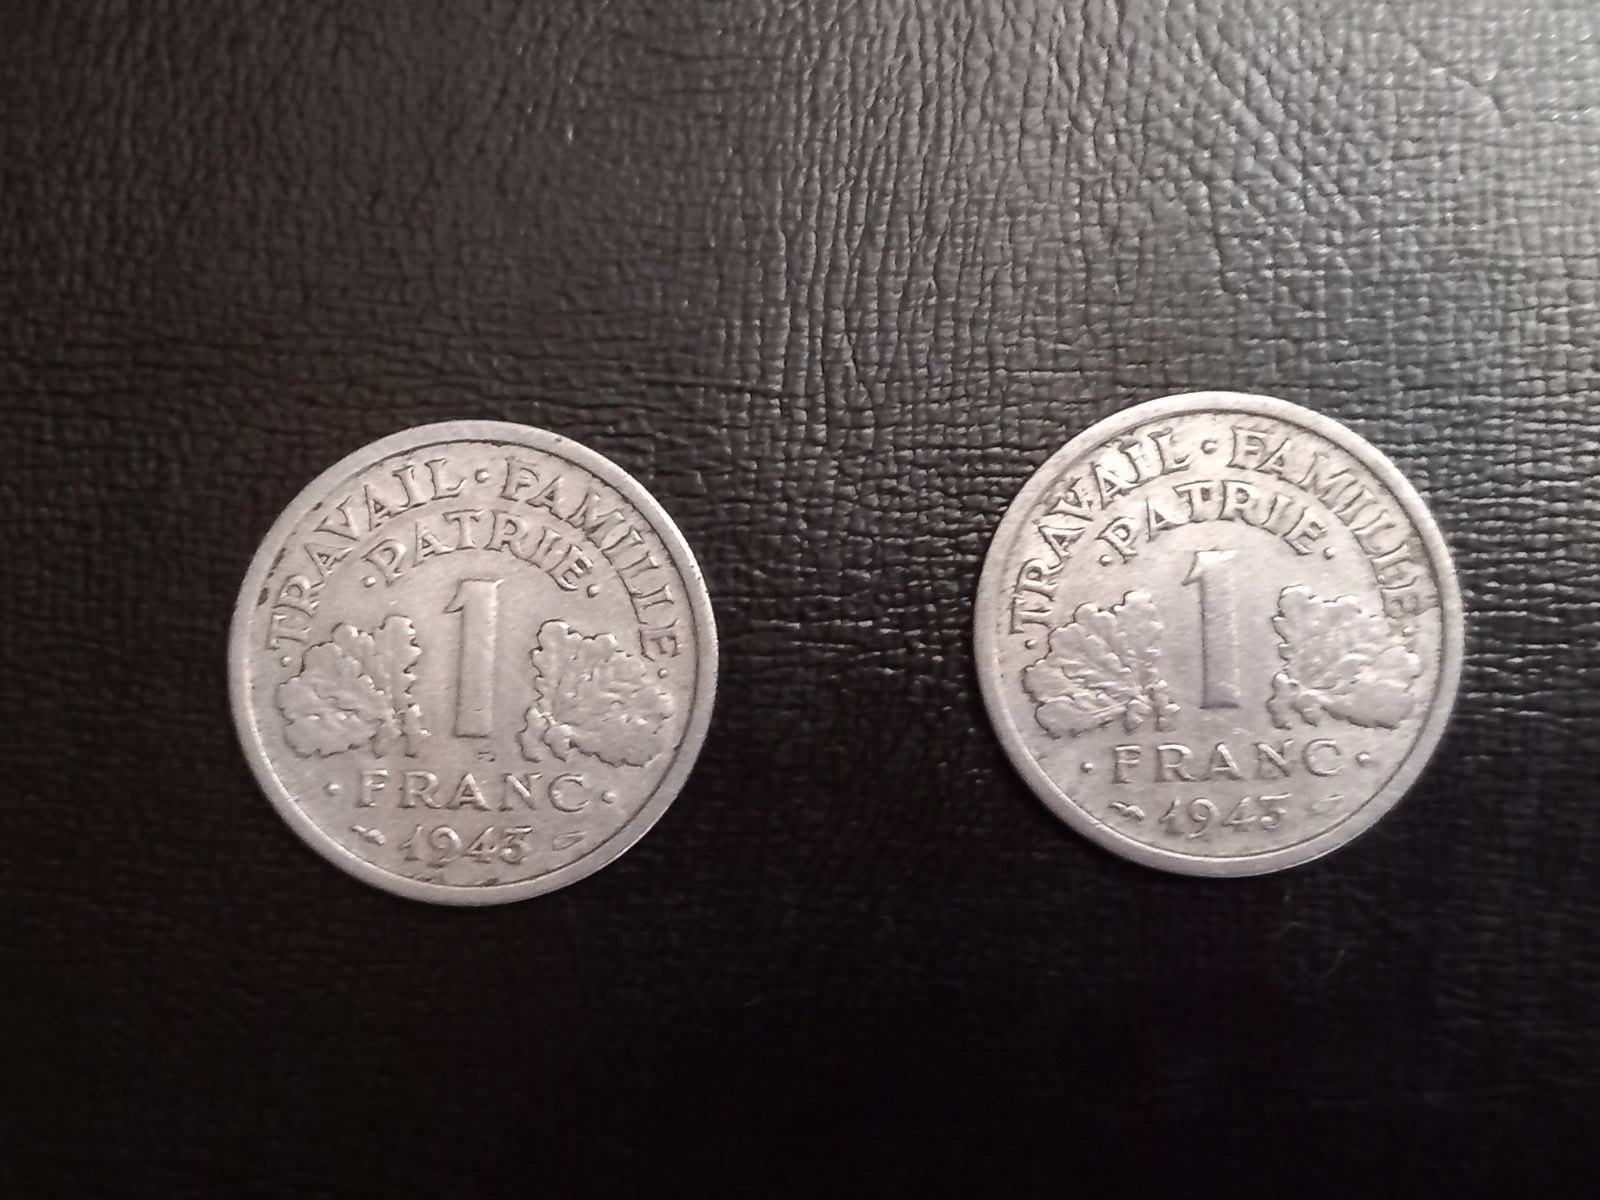 ·TRAVAIL·FAMILLE·
·PATRIE·
1
·FRANC·
1943
·TRAVAIL·FAMILLE·
·PATRIE·
1
·FRANC·
1943